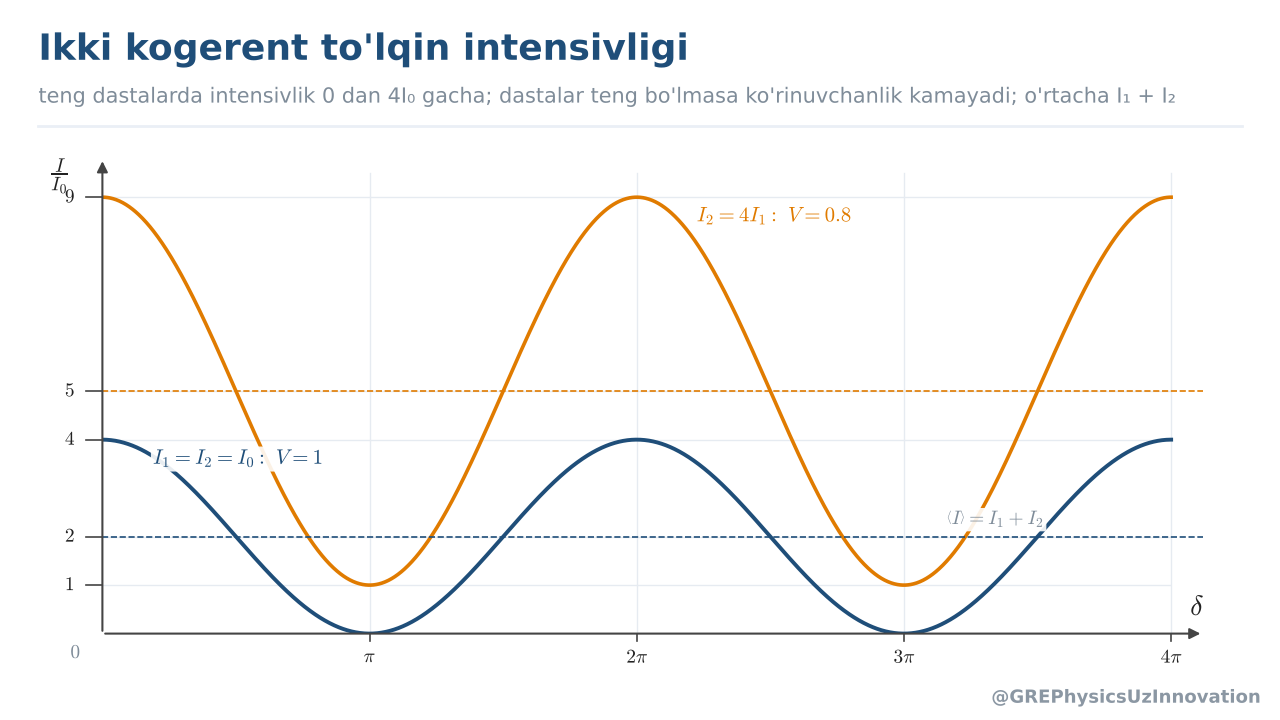 Ikki kogerent to'lqin intensivligi
teng dastalarda intensivlik 0 dan 4I₀ gacha; dastalar teng bo'lmasa ko'rinuvchanlik kamayadi; o'rtacha I₁ + I₂
I/I₀
9
I₂ = 4I₁ : V = 0.8
5
4
I₁ = I₂ = I₀ : V = 1
⟨I⟩ = I₁ + I₂
2
1
δ
0
π
2π
3π
4π
@GREPhysicsUzInnovation